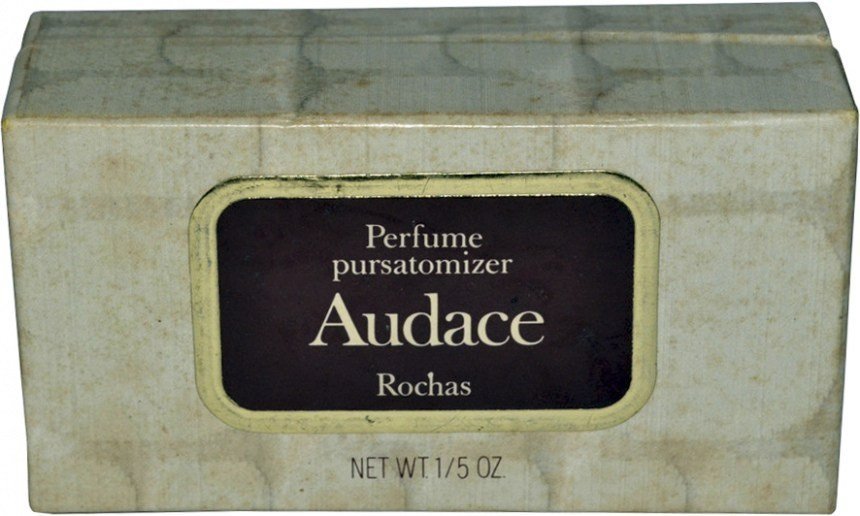 Perfume
pursatomizer
Audace
Rochas
NET WT. 1/5 OZ.